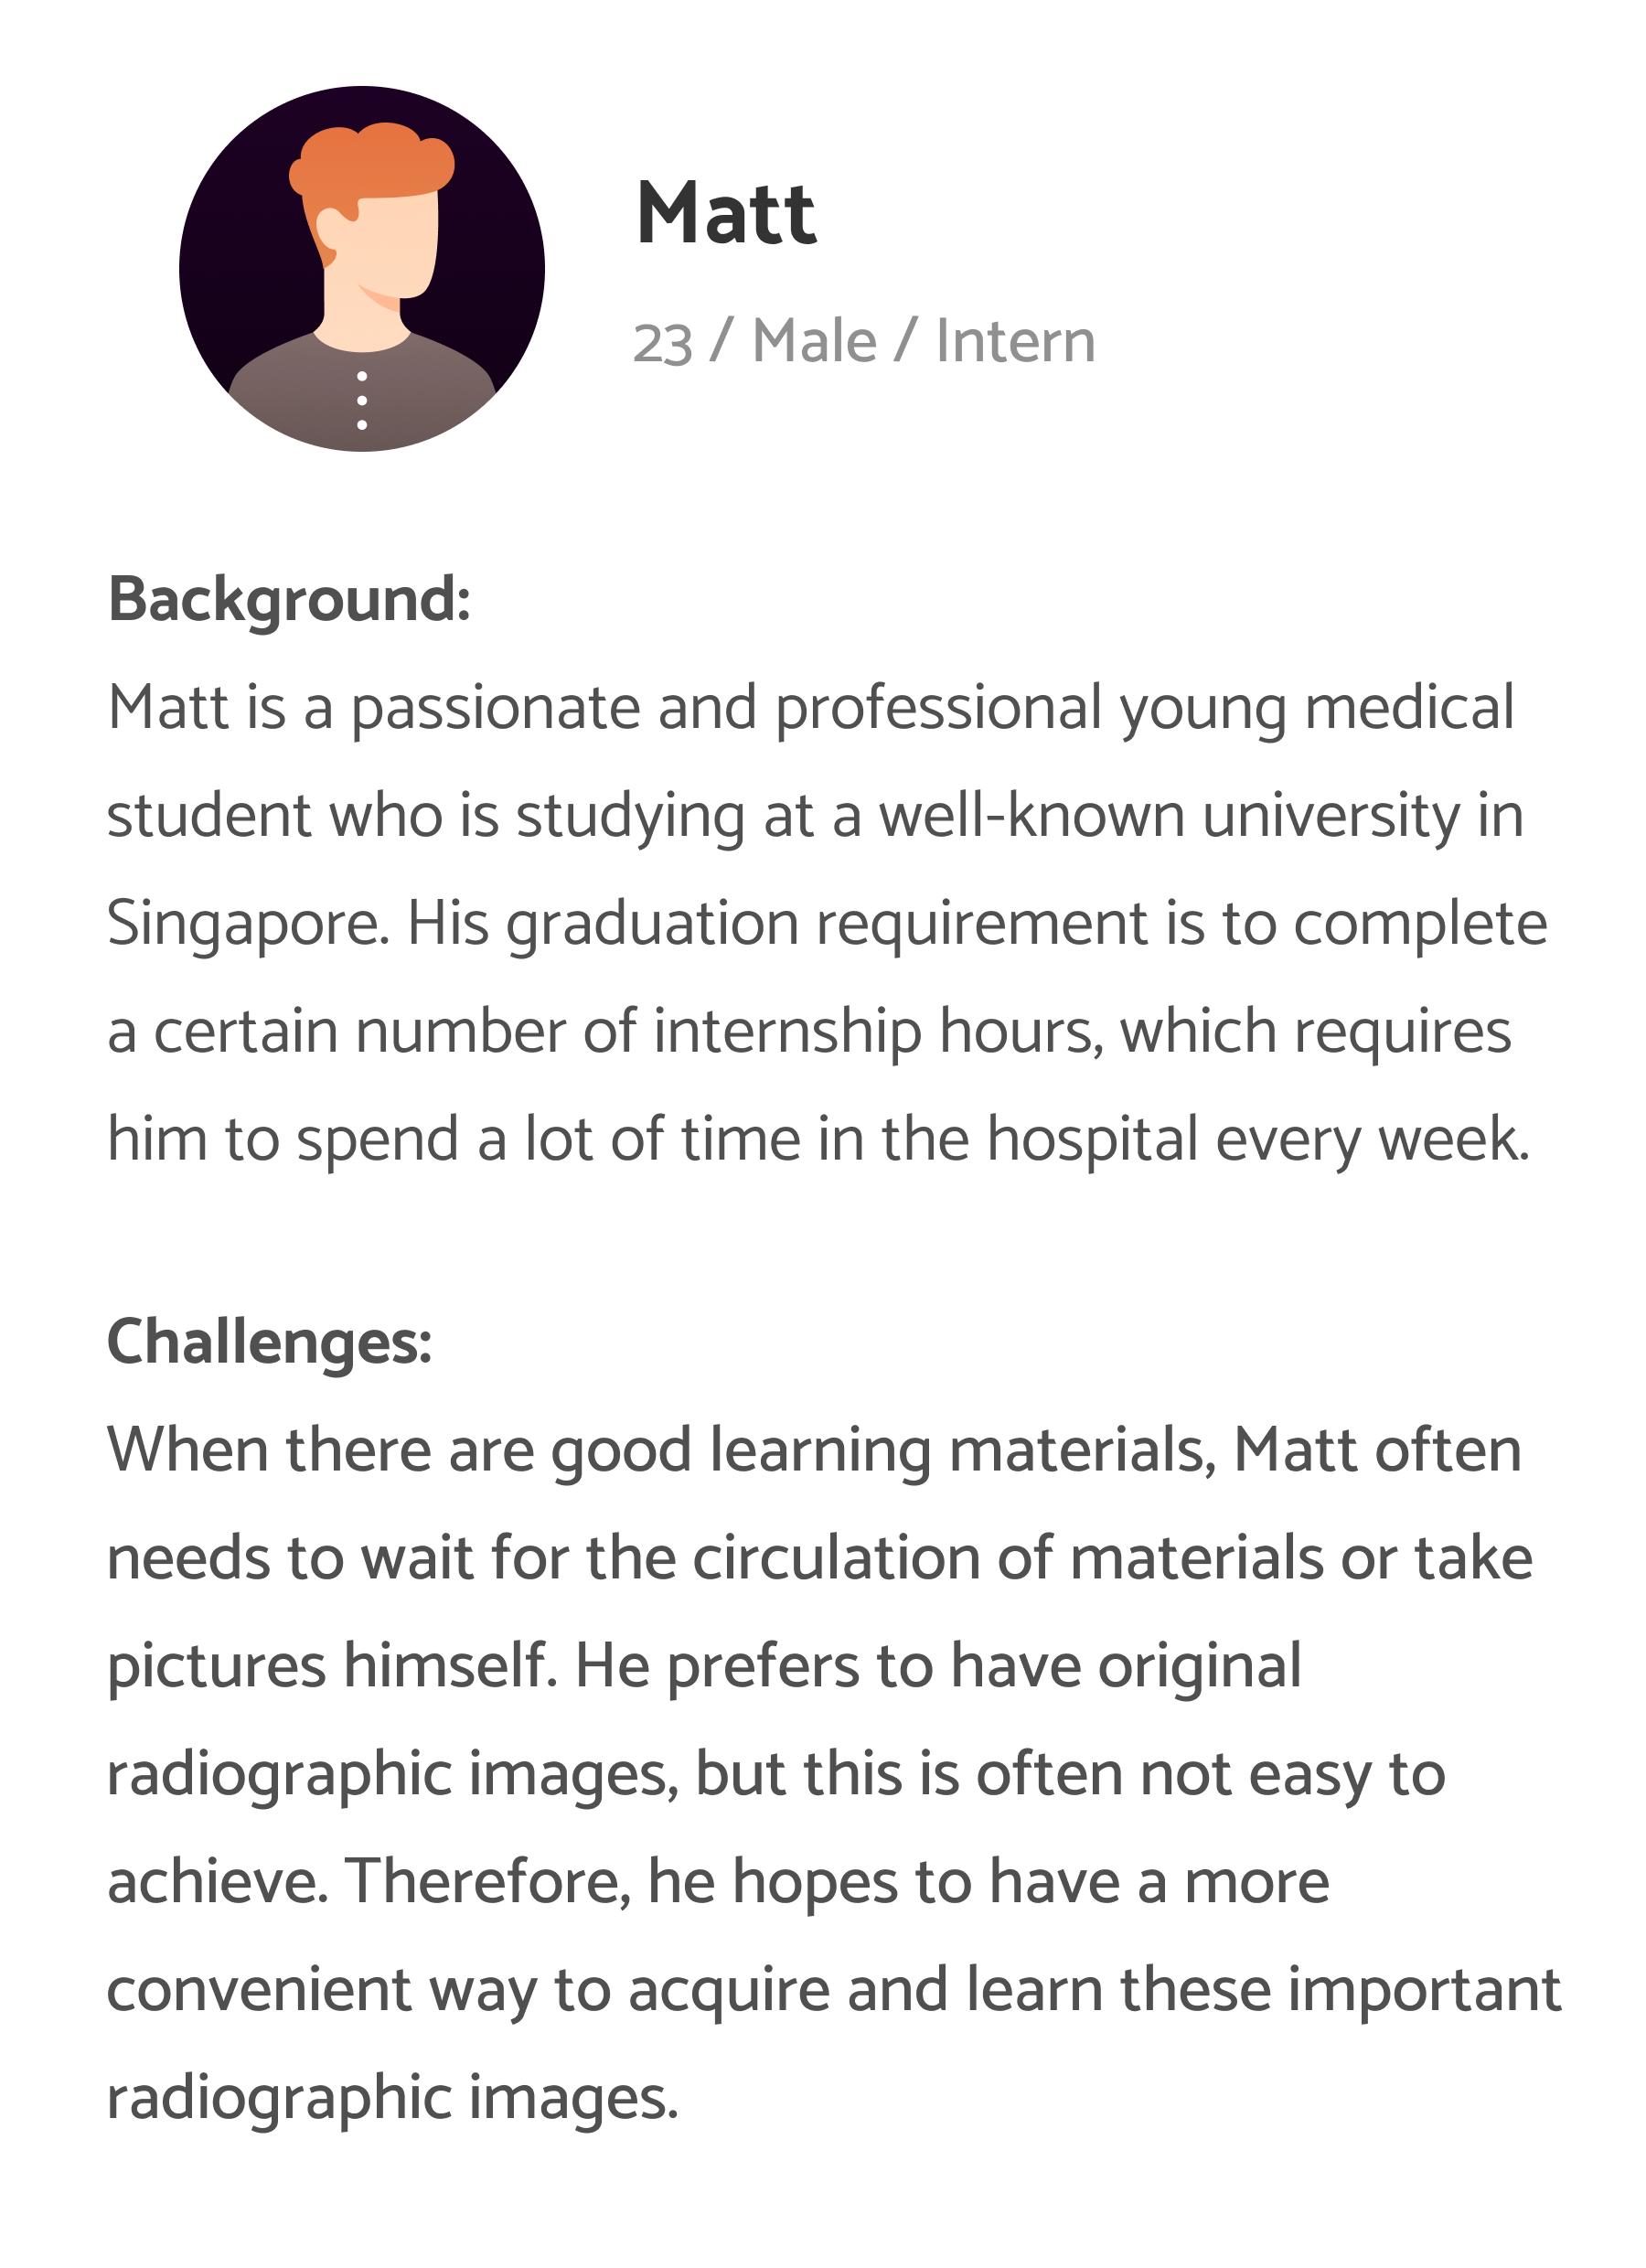 Matt
23 / Male / Intern
Background:
Matt is a passionate and professional young medical
student who is studying at a well-known university in
Singapore. His graduation requirement is to complete
a certain number of internship hours, which requires
him to spend a lot of time in the hospital every week.
Challenges:
When there are good learning materials, Matt often
needs to wait for the circulation of materials or take
pictures himself. He prefers to have original
radiographic images, but this is often not easy to
achieve. Therefore, he hopes to have a more
convenient way to acquire and learn these important
radiographic images.